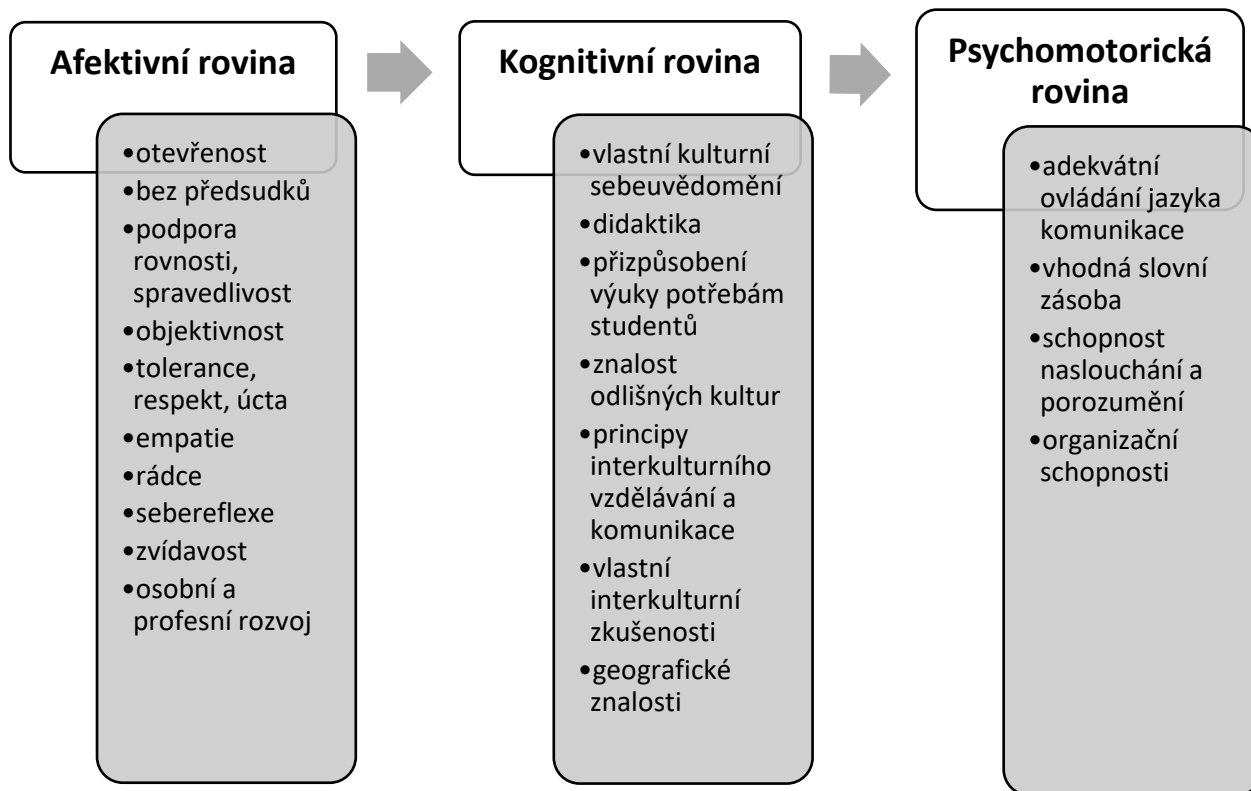 Afektivní rovina
•otevřenost
•bez předsudků
•podpora
rovnosti,
spravedlivost
•objektivnost
•tolerance,
respekt, úcta
•empatie
•rádce
•sebereflexe
•zvídavost
•osobní a
profesní rozvoj
Kognitivní rovina
•vlastní kulturní
sebeuvědomění
•didaktika
•přizpůsobení
výuky potřebám
studentů
•znalost
odlišných kultur
•principy
interkulturního
vzdělávání a
komunikace
•vlastní
interkulturní
zkušenosti
•geografické
znalosti
Psychomotorická
rovina
•adekvátní
ovládání jazyka
komunikace
•vhodná slovní
zásoba
•schopnost
naslouchání a
porozumění
•organizační
schopnosti